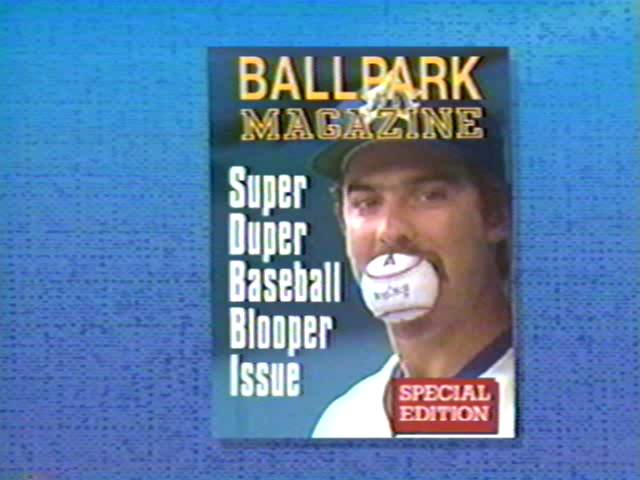 BALLPARK
MAGAZINE
Super
Duper
Baseball
Blooper
Issue
SPECIAL
EDITION